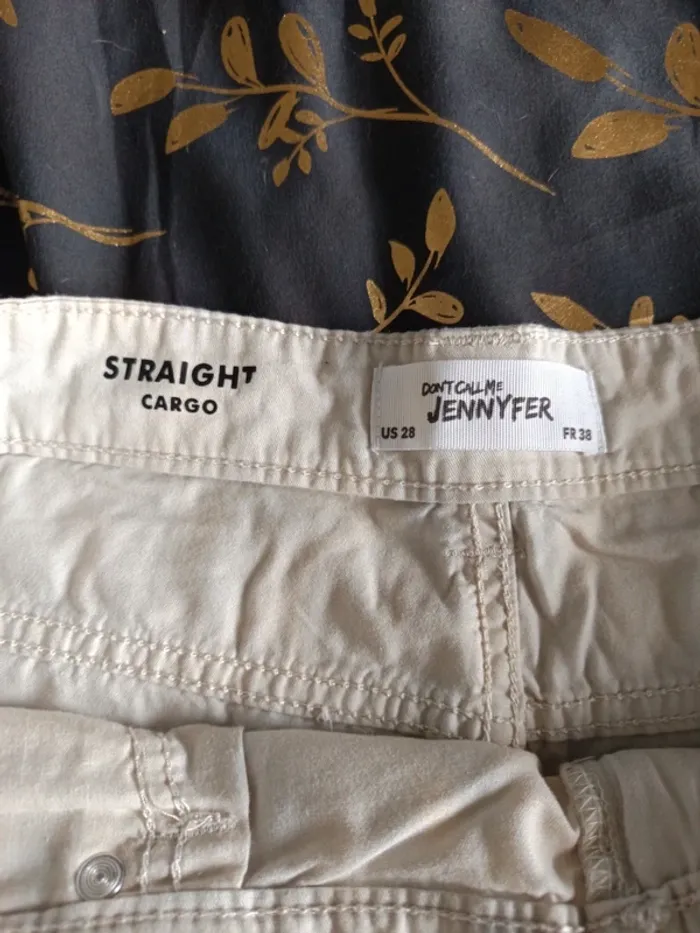 STRAIGHT
CARGO
DON'T CALL ME
JENNYFER
US 28
FR 38